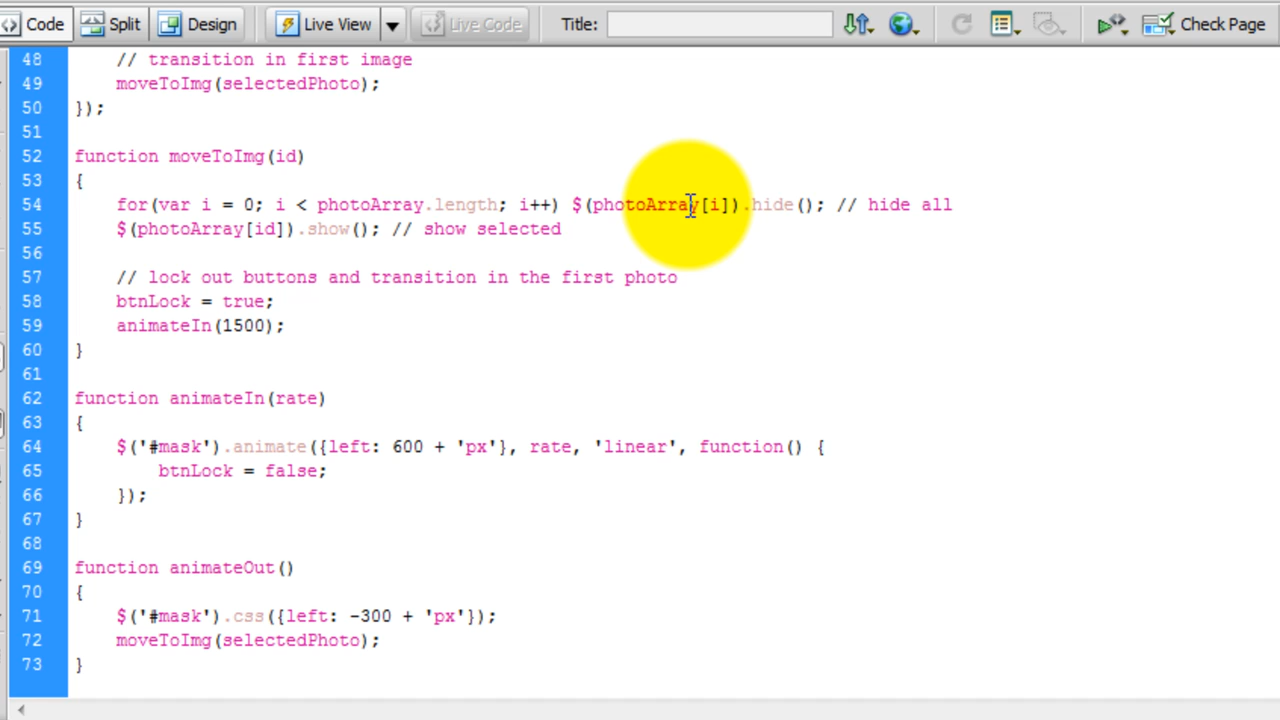 Code Split Design Live View Live Code Title: Check Page
48 // transition in first image
49 moveToImg(selectedPhoto);
50 });
51
52 function moveToImg(id)
53 {
54 for(var i = 0; i < photoArray.length; i++) $(photoArray[i]).hide(); // hide all
55 $(photoArray[id]).show(); // show selected
56
57 // lock out buttons and transition in the first photo
58 btnLock = true;
59 animateIn(1500);
60 }
61
62 function animateIn(rate)
63 {
64 $('#mask').animate({left: 600 + 'px'}, rate, 'linear', function() {
65 btnLock = false;
66 });
67 }
68
69 function animateOut()
70 {
71 $('#mask').css({left: -300 + 'px'});
72 moveToImg(selectedPhoto);
73 }